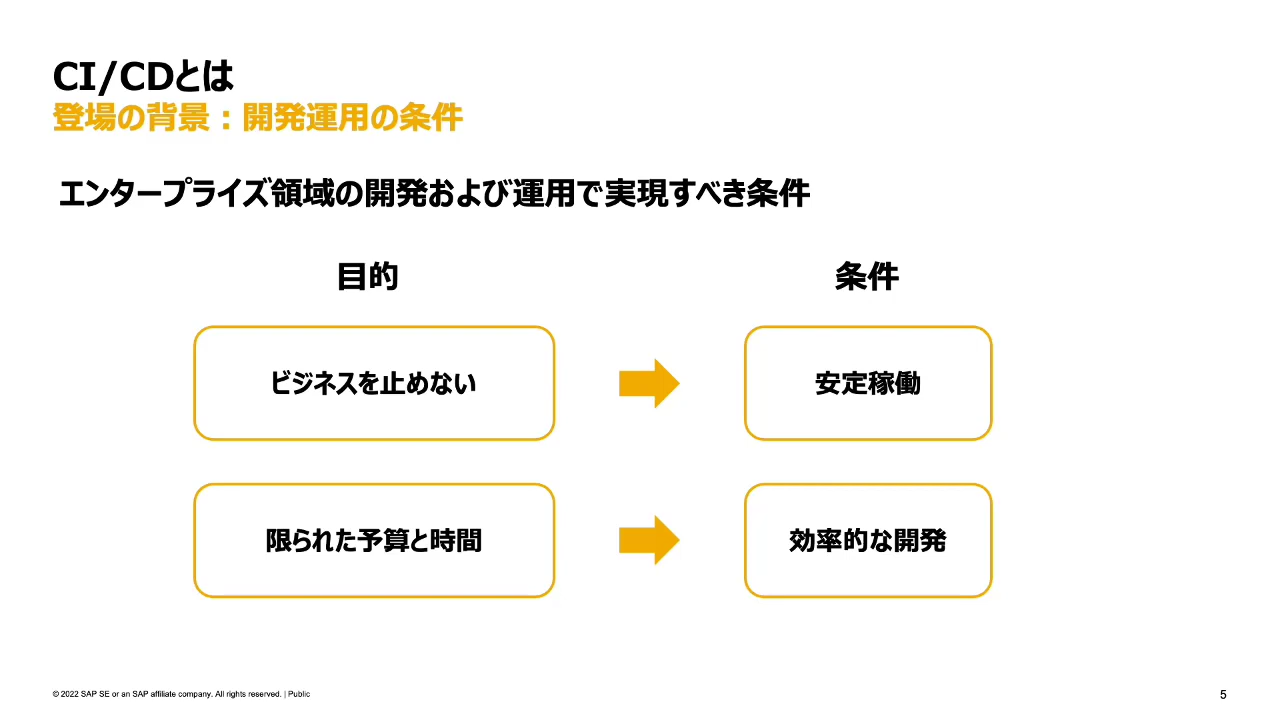 CI/CDとは
登場の背景：開発運用の条件
エンタープライズ領域の開発および運用で実現すべき条件
目的
条件
ビジネスを止めない
安定稼働
限られた予算と時間
効率的な開発
© 2022 SAP SE or an SAP affiliate company. All rights reserved. | Public
5